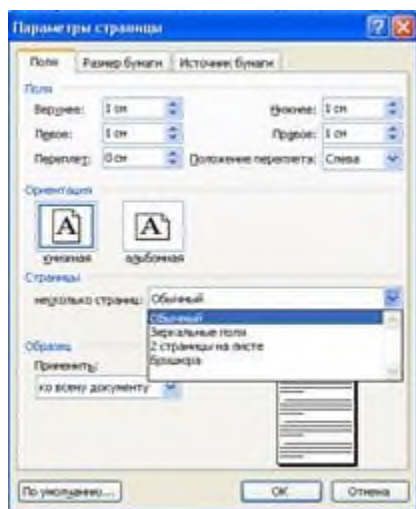 Параметры страницы
Поля Размер бумаги Источник бумаги
Поля
Верхнее: 1 см Нижнее: 1 см
Левое: 1 см Правое: 1 см
Переплет: 0 см Положение переплета: Слева
Ориентация
книжная альбомная
Страницы
несколько страниц: Обычный
Обычный
Зеркальные поля
2 страницы на листе
Брошюра
Образец
Применить:
ко всему документу
По умолчанию... ОК Отмена